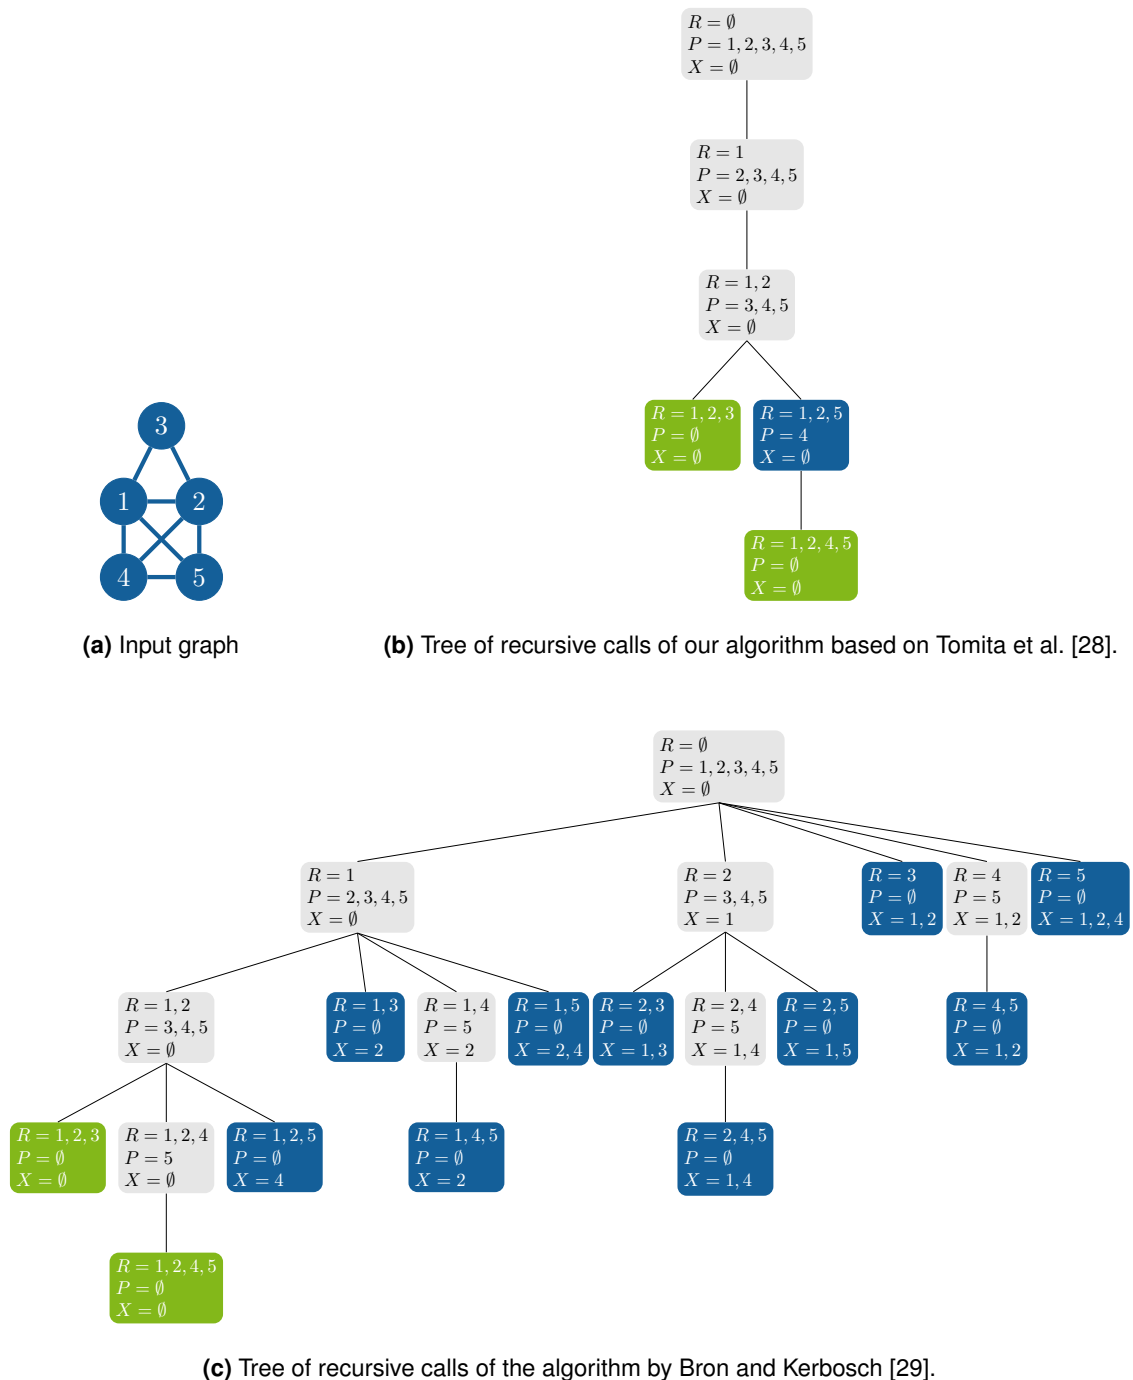 R = ∅
P = 1, 2, 3, 4, 5
X = ∅
R = 1
P = 2, 3, 4, 5
X = ∅
R = 1, 2
P = 3, 4, 5
X = ∅
R = 1, 2, 3
P = ∅
X = ∅
R = 1, 2, 5
P = 4
X = ∅
R = 1, 2, 4, 5
P = ∅
X = ∅
3
1
2
4
5
(a) Input graph
(b) Tree of recursive calls of our algorithm based on Tomita et al. [28].
R = ∅
P = 1, 2, 3, 4, 5
X = ∅
R = 1
P = 2, 3, 4, 5
X = ∅
R = 2
P = 3, 4, 5
X = 1
R = 3
P = ∅
X = 1, 2
R = 4
P = 5
X = 1, 2
R = 5
P = ∅
X = 1, 2, 4
R = 1, 2
P = 3, 4, 5
X = ∅
R = 1, 3
P = ∅
X = 2
R = 1, 4
P = 5
X = 2
R = 1, 5
P = ∅
X = 2, 4
R = 2, 3
P = ∅
X = 1, 3
R = 2, 4
P = 5
X = 1, 4
R = 2, 5
P = ∅
X = 1, 5
R = 4, 5
P = ∅
X = 1, 2
R = 1, 2, 3
P = ∅
X = ∅
R = 1, 2, 4
P = 5
X = ∅
R = 1, 2, 5
P = ∅
X = 4
R = 1, 4, 5
P = ∅
X = 2
R = 2, 4, 5
P = ∅
X = 1, 4
R = 1, 2, 4, 5
P = ∅
X = ∅
(c) Tree of recursive calls of the algorithm by Bron and Kerbosch [29].